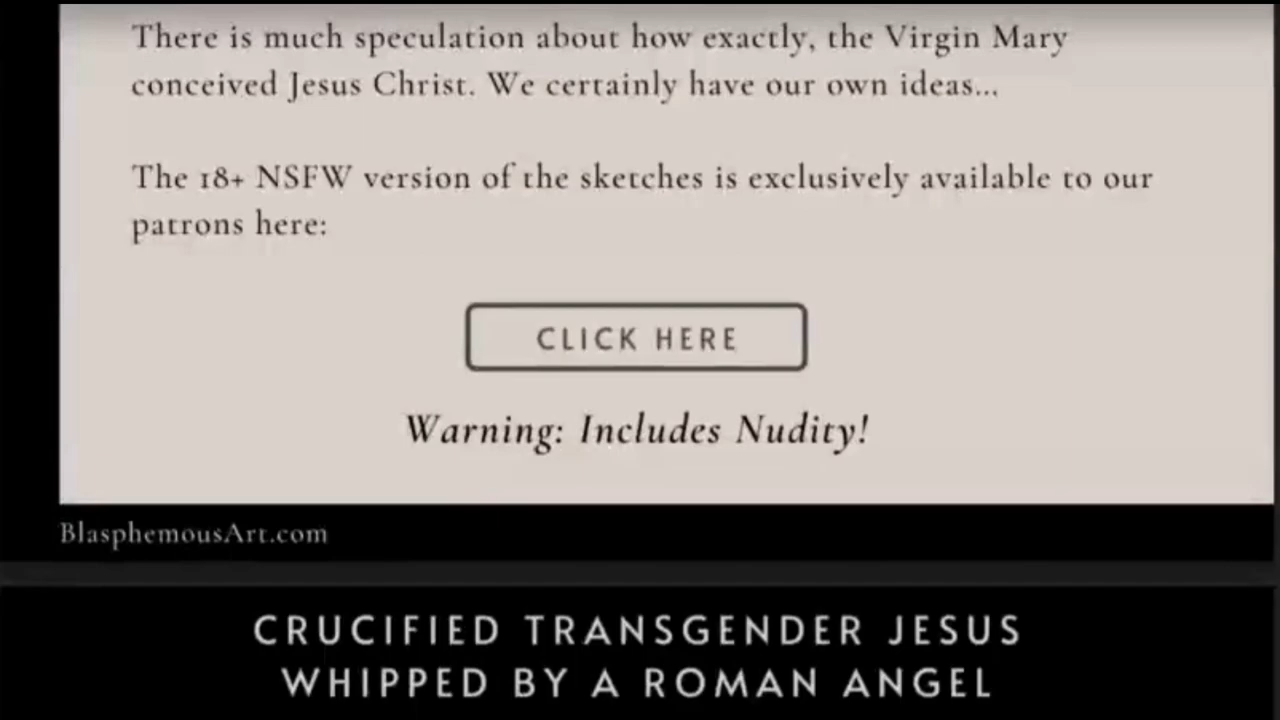 There is much speculation about how exactly, the Virgin Mary
conceived Jesus Christ. We certainly have our own ideas...
The 18+ NSFW version of the sketches is exclusively available to our
patrons here:
CLICK HERE
Warning: Includes Nudity!
BlasphemousArt.com
CRUCIFIED TRANSGENDER JESUS
WHIPPED BY A ROMAN ANGEL